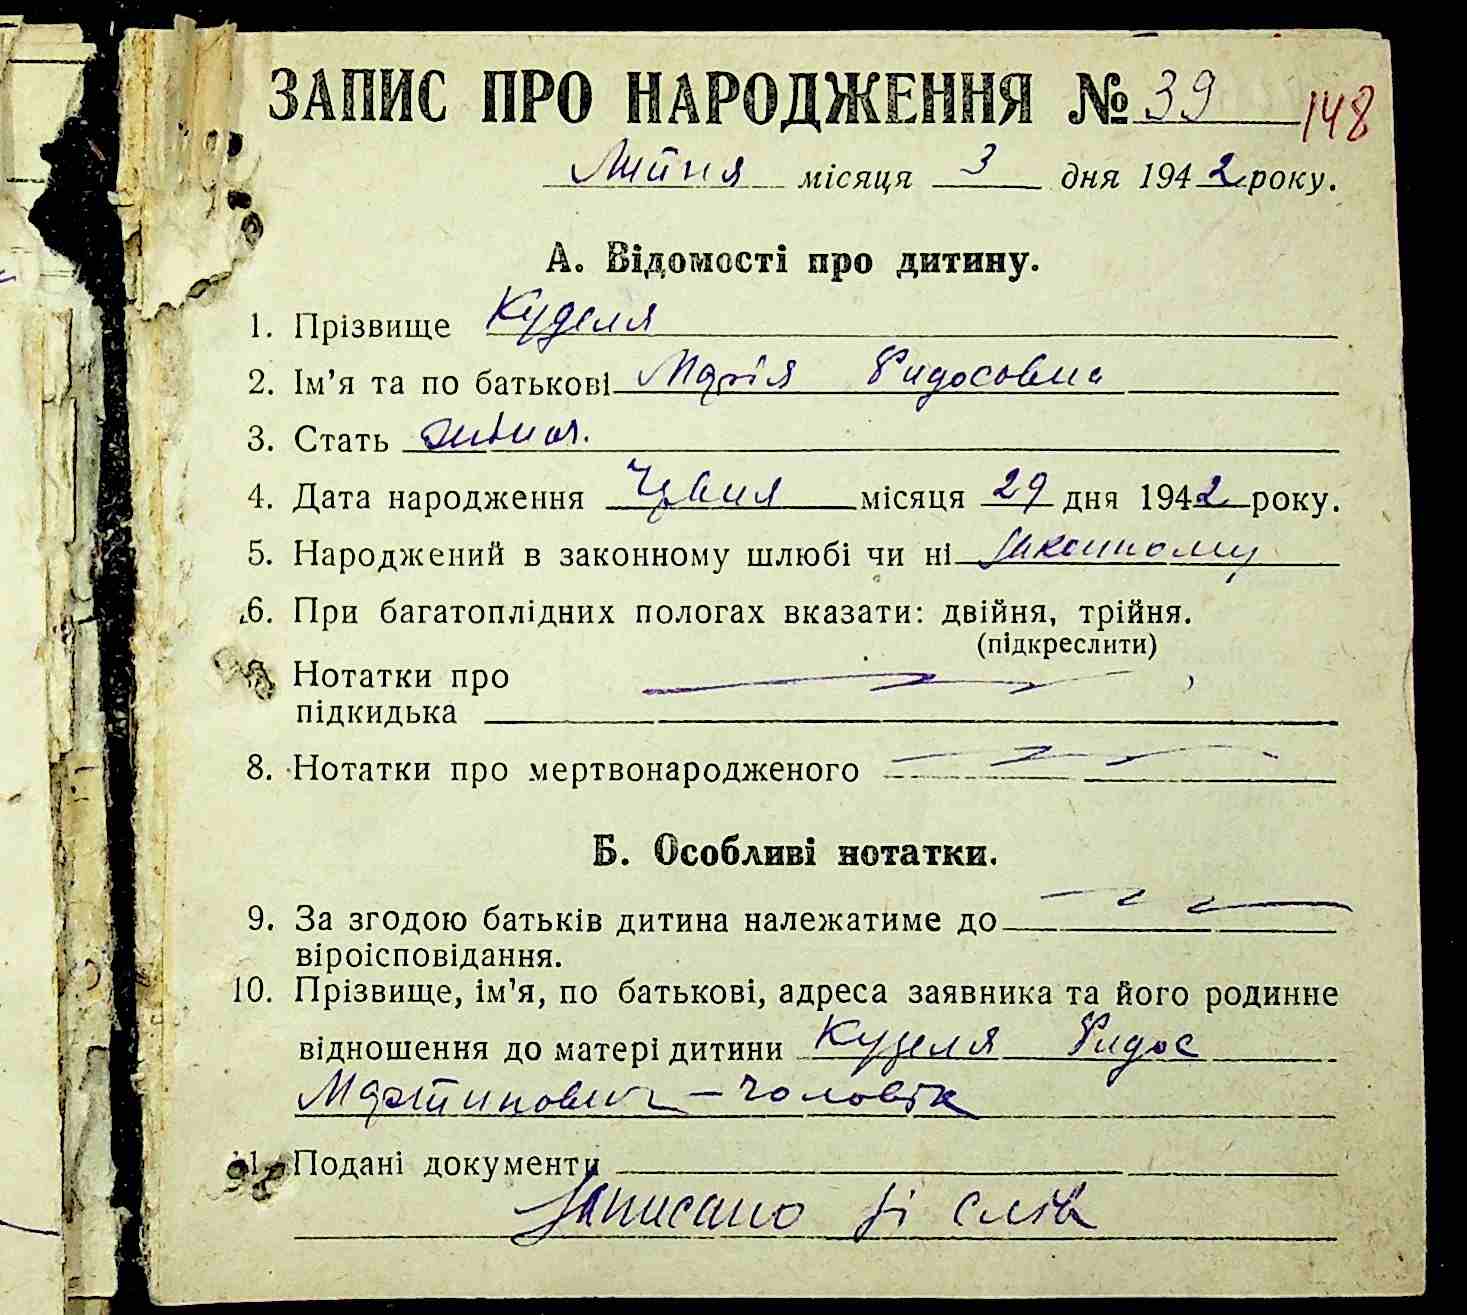 ЗАПИС ПРО НАРОДЖЕННЯ № 39 148
Липня місяця 3 дня 1942 року.
А. Відомості про дитину.
1. Прізвище Куделя
2. Ім'я та по батькові Марія Фидосовна
3. Стать жіноч.
4. Дата народження Червня місяця 29 дня 1942 року.
5. Народжений в законному шлюбі чи ні законному
6. При багатоплідних пологах вказати: двійня, трійня.
(підкреслити)
Нотатки про
підкидька
8. Нотатки про мертвонародженого
Б. Особливі нотатки.
9. За згодою батьків дитина належатиме до
віроісповідання.
10. Прізвище, ім'я, по батькові, адреса заявника та його родинне
відношення до матері дитини Куделя Фидос
Мартинович – чоловік
11. Подані документи
Записано зі слів